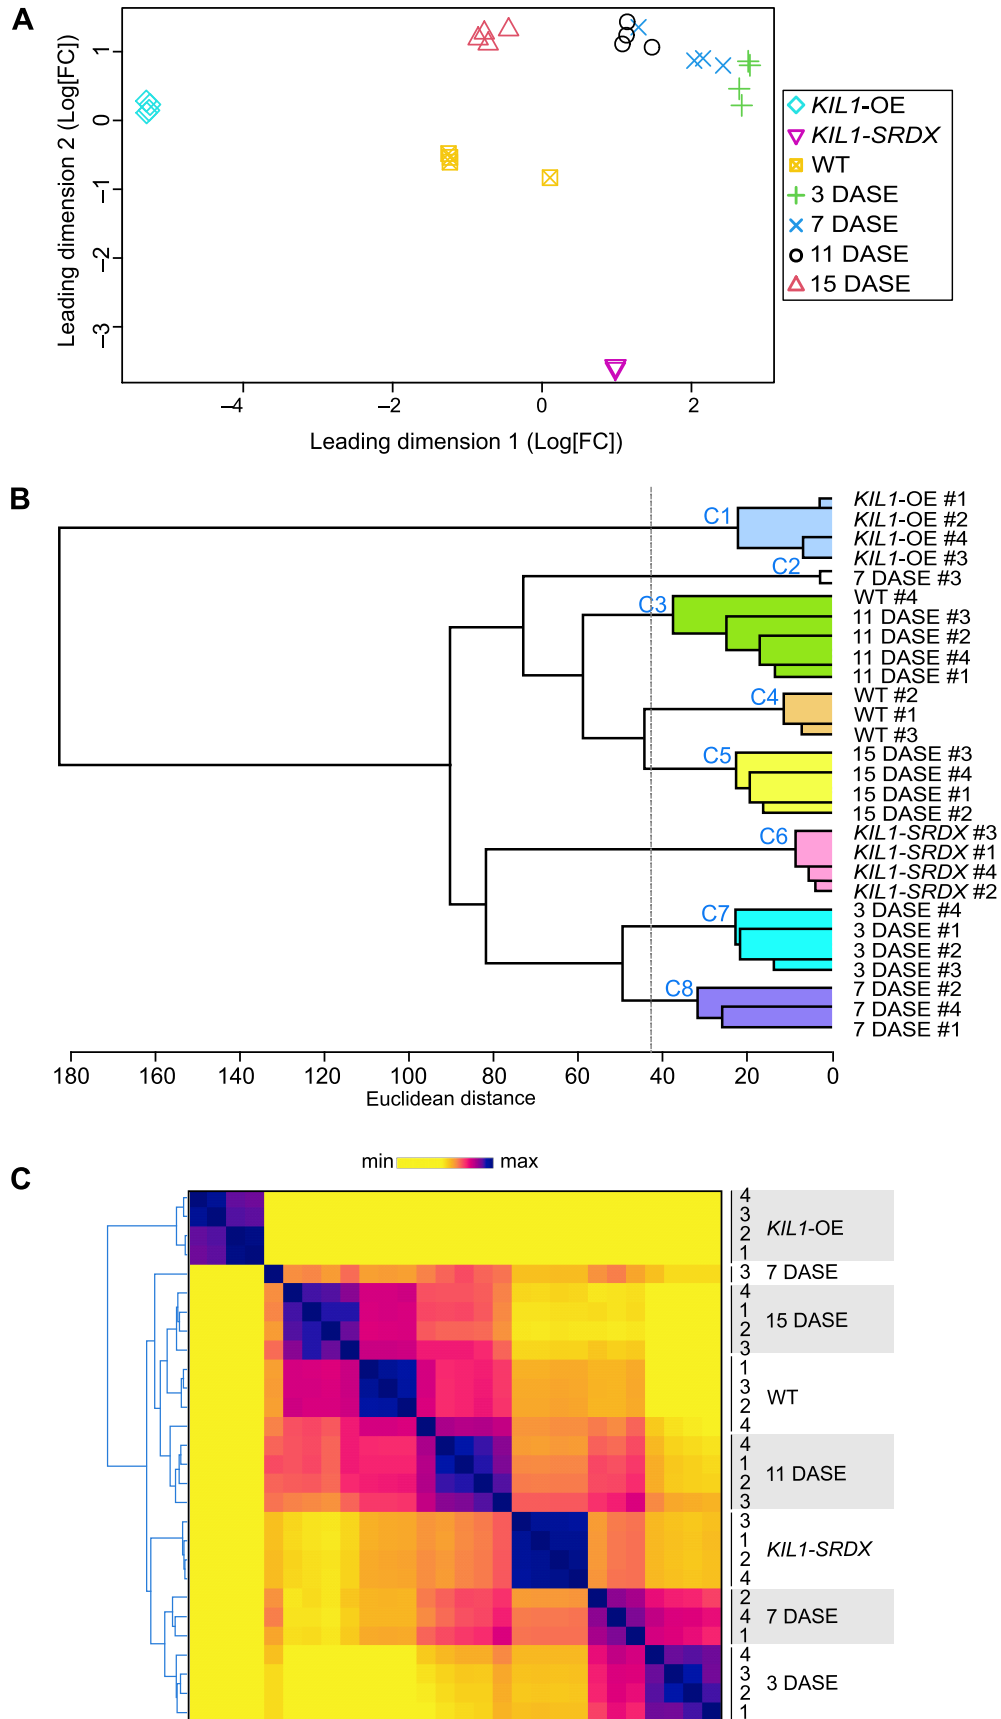 A
Leading dimension 2 (Log[FC])
1
0
−1
−2
−3
−4
−2
0
2
Leading dimension 1 (Log[FC])
KIL1-OE
KIL1-SRDX
WT
3 DASE
7 DASE
11 DASE
15 DASE
B
C1
C2
C3
C4
C5
C6
C7
C8
KIL1-OE #1
KIL1-OE #2
KIL1-OE #4
KIL1-OE #3
7 DASE #3
WT #4
11 DASE #3
11 DASE #2
11 DASE #4
11 DASE #1
WT #2
WT #1
WT #3
15 DASE #3
15 DASE #4
15 DASE #1
15 DASE #2
KIL1-SRDX #3
KIL1-SRDX #1
KIL1-SRDX #4
KIL1-SRDX #2
3 DASE #4
3 DASE #1
3 DASE #2
3 DASE #3
7 DASE #2
7 DASE #4
7 DASE #1
180 160 140 120 100 80 60 40 20 0
Euclidean distance
C
min max
4
3
2
1
KIL1-OE
3 7 DASE
4
1
2
3
15 DASE
1
3
2
4
WT
4
1
2
3
11 DASE
3
1
2
4
KIL1-SRDX
2
4
1
7 DASE
4
3
2
1
3 DASE